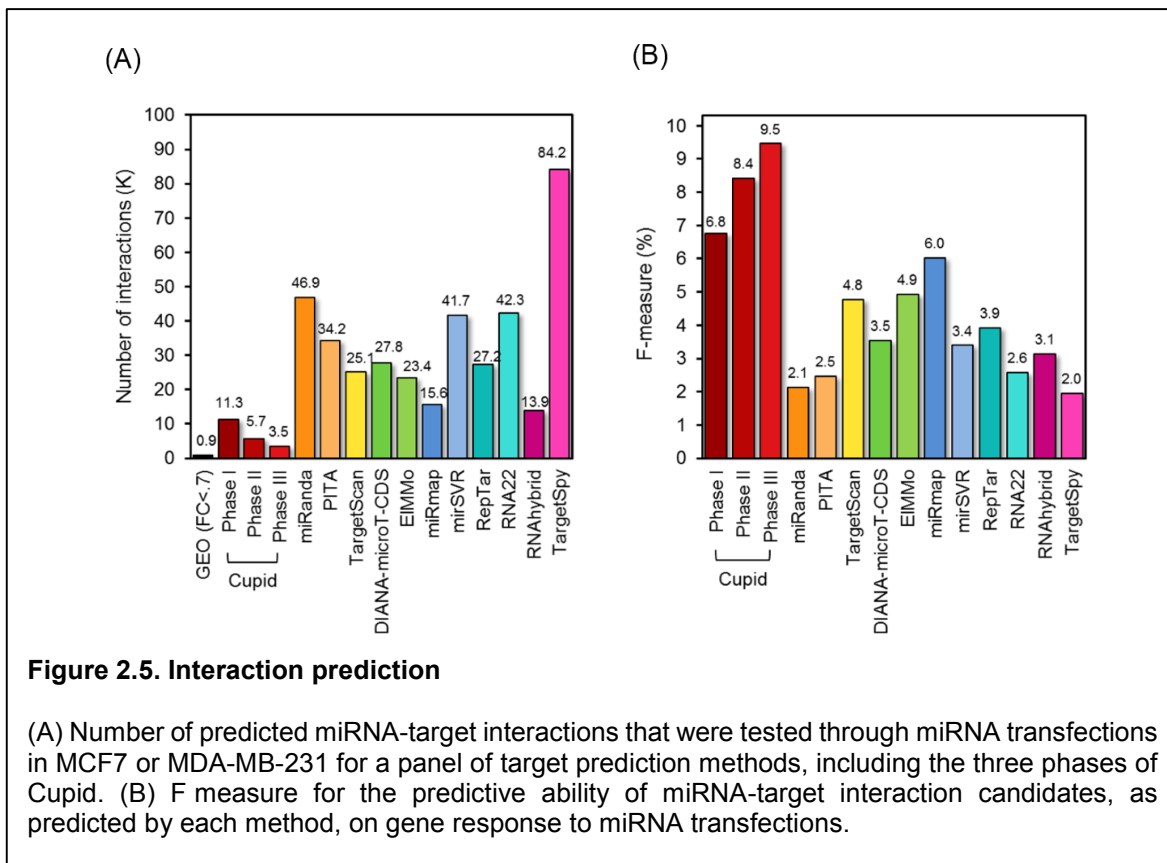 (A)
Number of interactions (K)
100
90
80
70
60
50
40
30
20
10
0
0.9
11.3
5.7
3.5
46.9
34.2
25.1
27.8
23.4
15.6
41.7
27.2
42.3
13.9
84.2
GEO (FC<.7)
Phase I
Phase II
Phase III
Cupid
miRanda
PITA
TargetScan
DIANA-microT-CDS
EIMMo
miRmap
mirSVR
RepTar
RNA22
RNAhybrid
TargetSpy
(B)
F-measure (%)
10
9
8
7
6
5
4
3
2
1
0
6.8
8.4
9.5
2.1
2.5
4.8
3.5
4.9
6.0
3.4
3.9
2.6
3.1
2.0
Phase I
Phase II
Phase III
Cupid
miRanda
PITA
TargetScan
DIANA-microT-CDS
EIMMo
miRmap
mirSVR
RepTar
RNA22
RNAhybrid
TargetSpy
Figure 2.5. Interaction prediction
(A) Number of predicted miRNA-target interactions that were tested through miRNA transfections
in MCF7 or MDA-MB-231 for a panel of target prediction methods, including the three phases of
Cupid. (B) F measure for the predictive ability of miRNA-target interaction candidates, as
predicted by each method, on gene response to miRNA transfections.